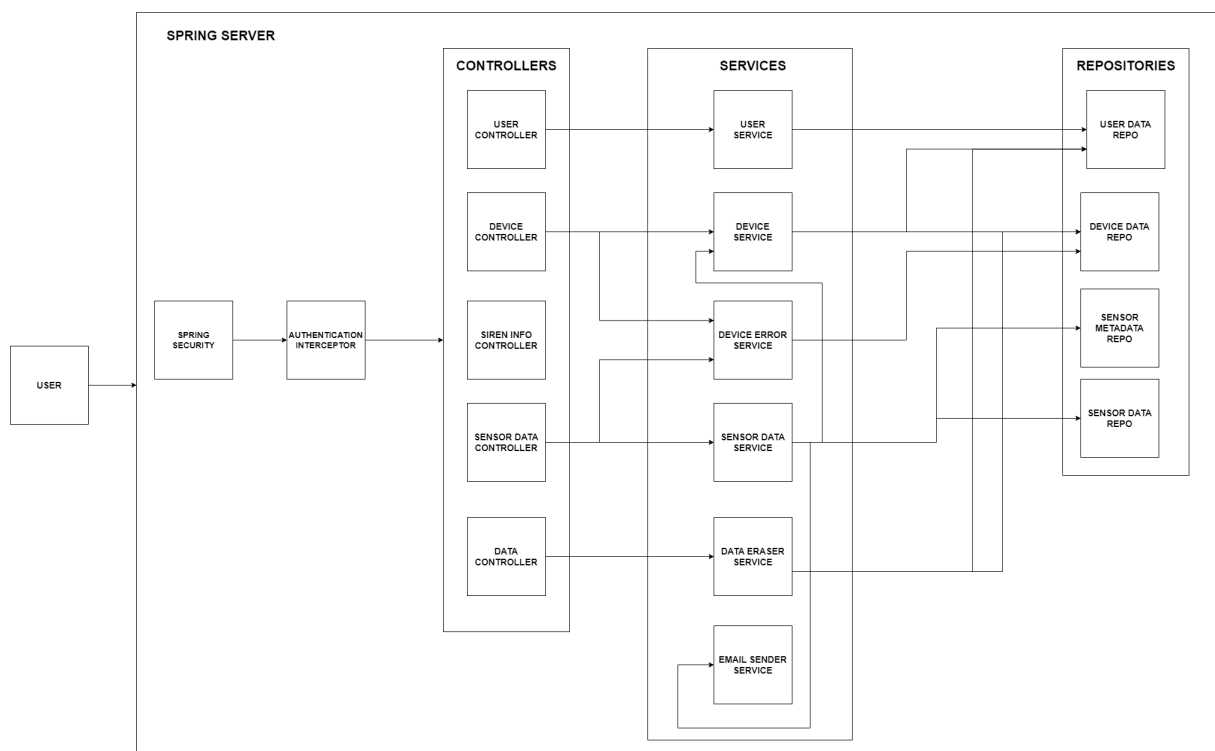 SPRING SERVER
CONTROLLERS
SERVICES
REPOSITORIES
USER
CONTROLLER
USER
SERVICE
USER DATA
REPO
DEVICE
CONTROLLER
DEVICE
SERVICE
DEVICE DATA
REPO
SPRING
SECURITY
AUTHENTICATION
INTERCEPTOR
SIREN INFO
CONTROLLER
DEVICE ERROR
SERVICE
SENSOR
METADATA
REPO
USER
SENSOR DATA
CONTROLLER
SENSOR DATA
SERVICE
SENSOR DATA
REPO
DATA
CONTROLLER
DATA ERASER
SERVICE
EMAIL SENDER
SERVICE